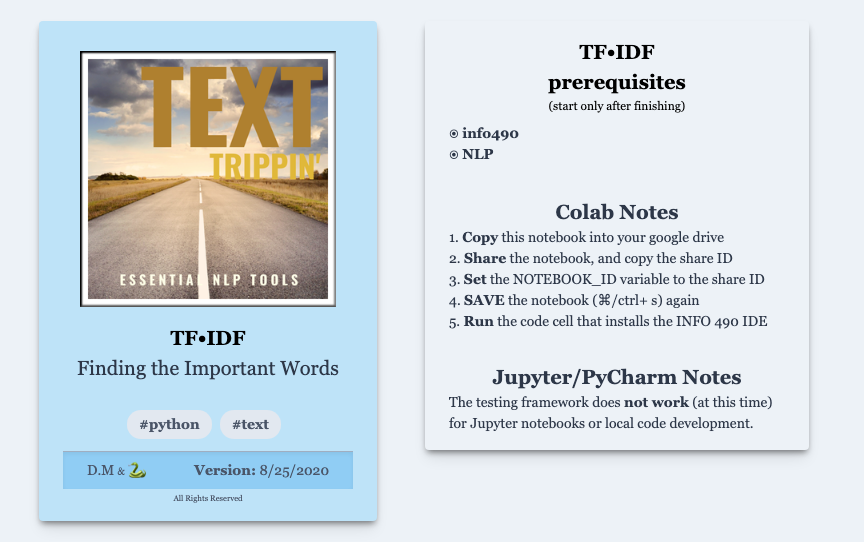 TEXT
TRIPPIN'
ESSENTIAL NLP TOOLS
TF•IDF
Finding the Important Words
#python #text
D.M & 🐍 Version: 8/25/2020
All Rights Reserved
TF•IDF
prerequisites
(start only after finishing)
⦿ info490
⦿ NLP
Colab Notes
1. Copy this notebook into your google drive
2. Share the notebook, and copy the share ID
3. Set the NOTEBOOK_ID variable to the share ID
4. SAVE the notebook (⌘/ctrl+ s) again
5. Run the code cell that installs the INFO 490 IDE
Jupyter/PyCharm Notes
The testing framework does not work (at this time)
for Jupyter notebooks or local code development.